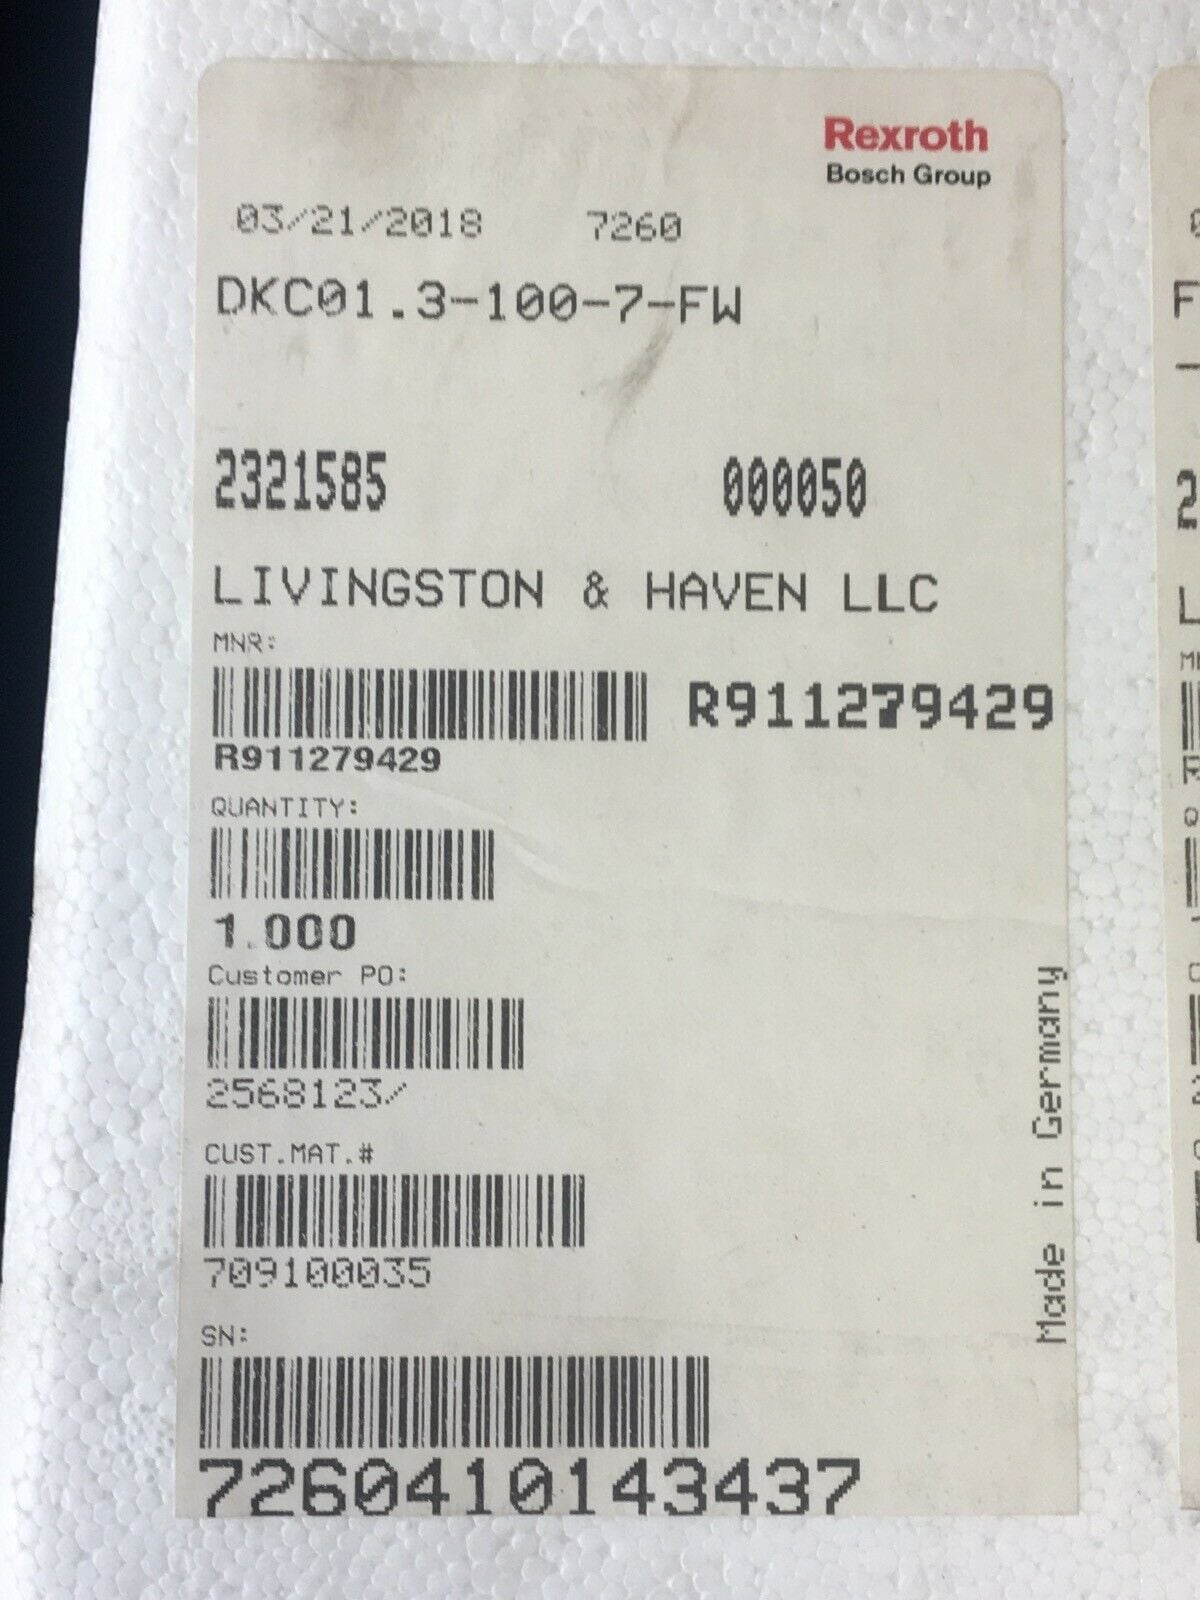 Rexroth
Bosch Group
03/21/2018 7260
DKC01.3-100-7-FW
2321585 000050
LIVINGSTON & HAVEN LLC
MNR:
R911279429
R911279429
QUANTITY:
1.000
Customer PO:
2568123/
CUST.MAT.#
709100035
SN:
7260410143437
Made in Germany